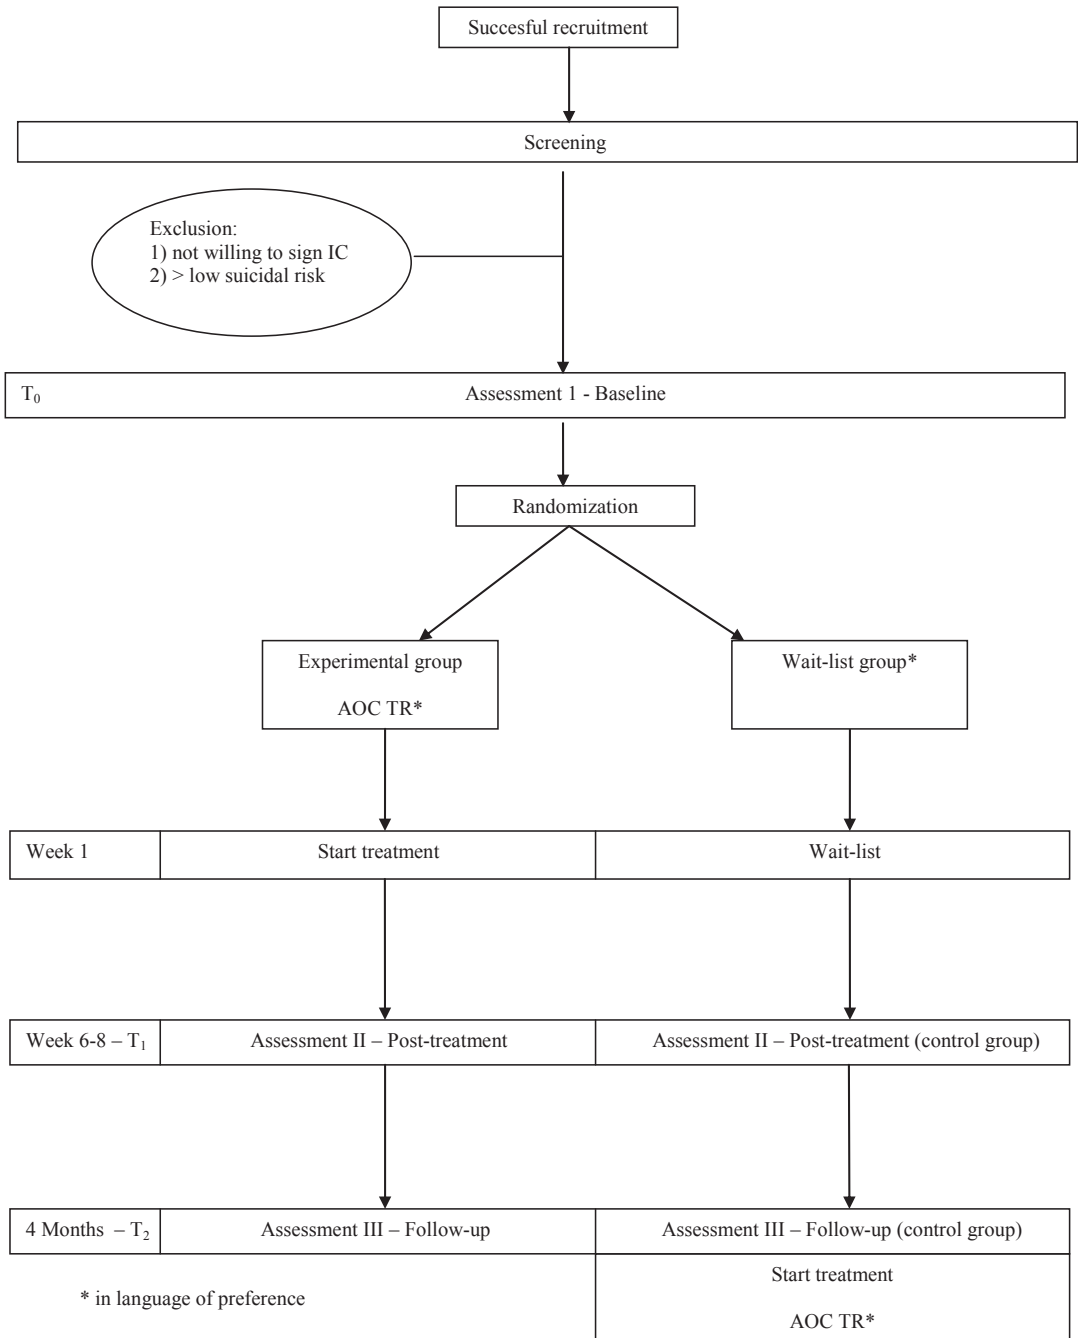 Succesful recruitment
Screening
Exclusion:
1) not willing to sign IC
2) > low suicidal risk
T₀ Assessment 1 - Baseline
Randomization
Experimental group
AOC TR*
Wait-list group*
Week 1 Start treatment Wait-list
Week 6-8 – T₁ Assessment II – Post-treatment Assessment II – Post-treatment (control group)
4 Months – T₂ Assessment III – Follow-up Assessment III – Follow-up (control group)
Start treatment
* in language of preference
AOC TR*